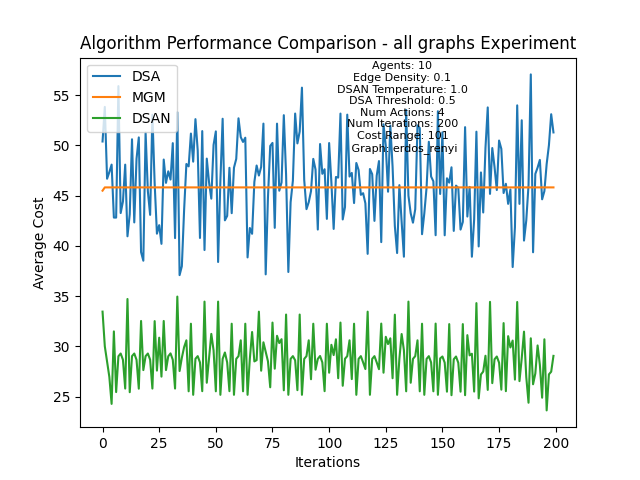 Algorithm Performance Comparison - all graphs Experiment
DSA
MGM
DSAN
Agents: 10
Edge Density: 0.1
DSAN Temperature: 1.0
DSA Threshold: 0.5
Num Actions: 4
Num Iterations: 200
Cost Range: 101
Graph: erdos_renyi
Average Cost
55
50
45
40
35
30
25
0
25
50
75
100
125
150
175
200
Iterations